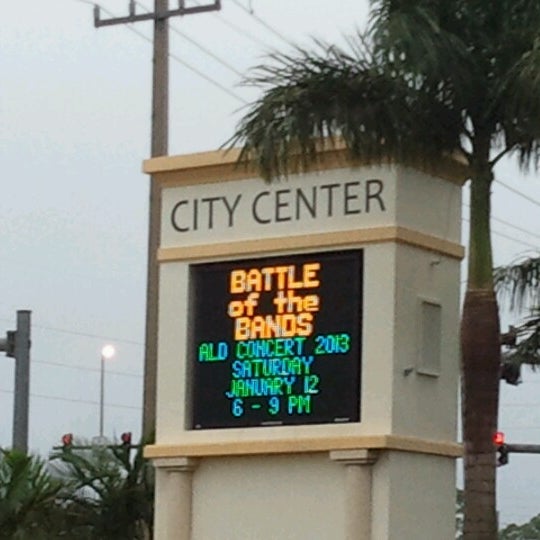 CITY CENTER
BATTLE
of the
BANDS
ALD CONCERT 2013
SATURDAY
JANUARY 12
6 - 9 PM